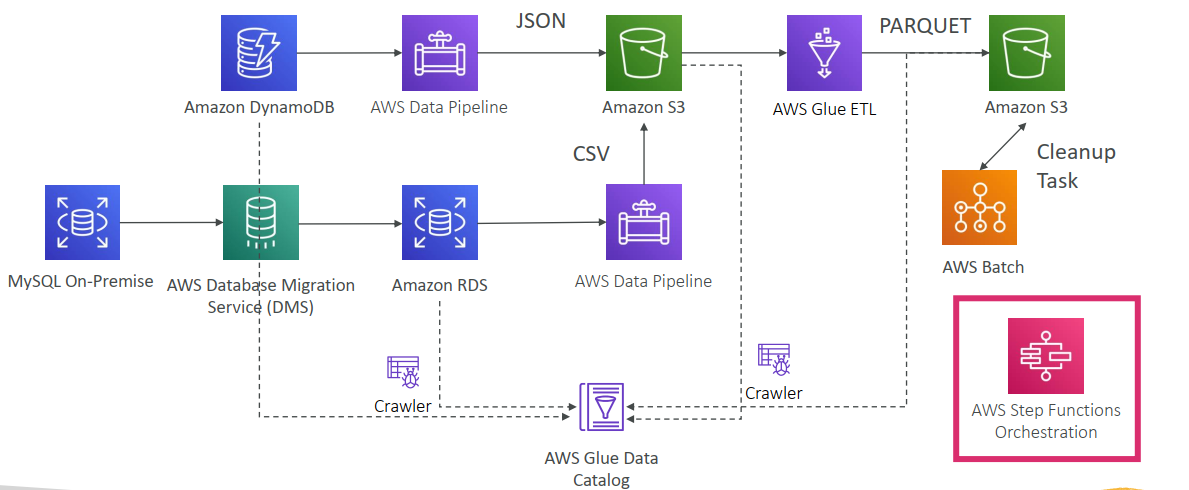 JSON
PARQUET
Amazon DynamoDB
AWS Data Pipeline
Amazon S3
AWS Glue ETL
Amazon S3
CSV
Cleanup
Task
MySQL On-Premise
AWS Database Migration
Service (DMS)
Amazon RDS
AWS Data Pipeline
AWS Batch
Crawler
Crawler
AWS Step Functions
Orchestration
AWS Glue Data
Catalog